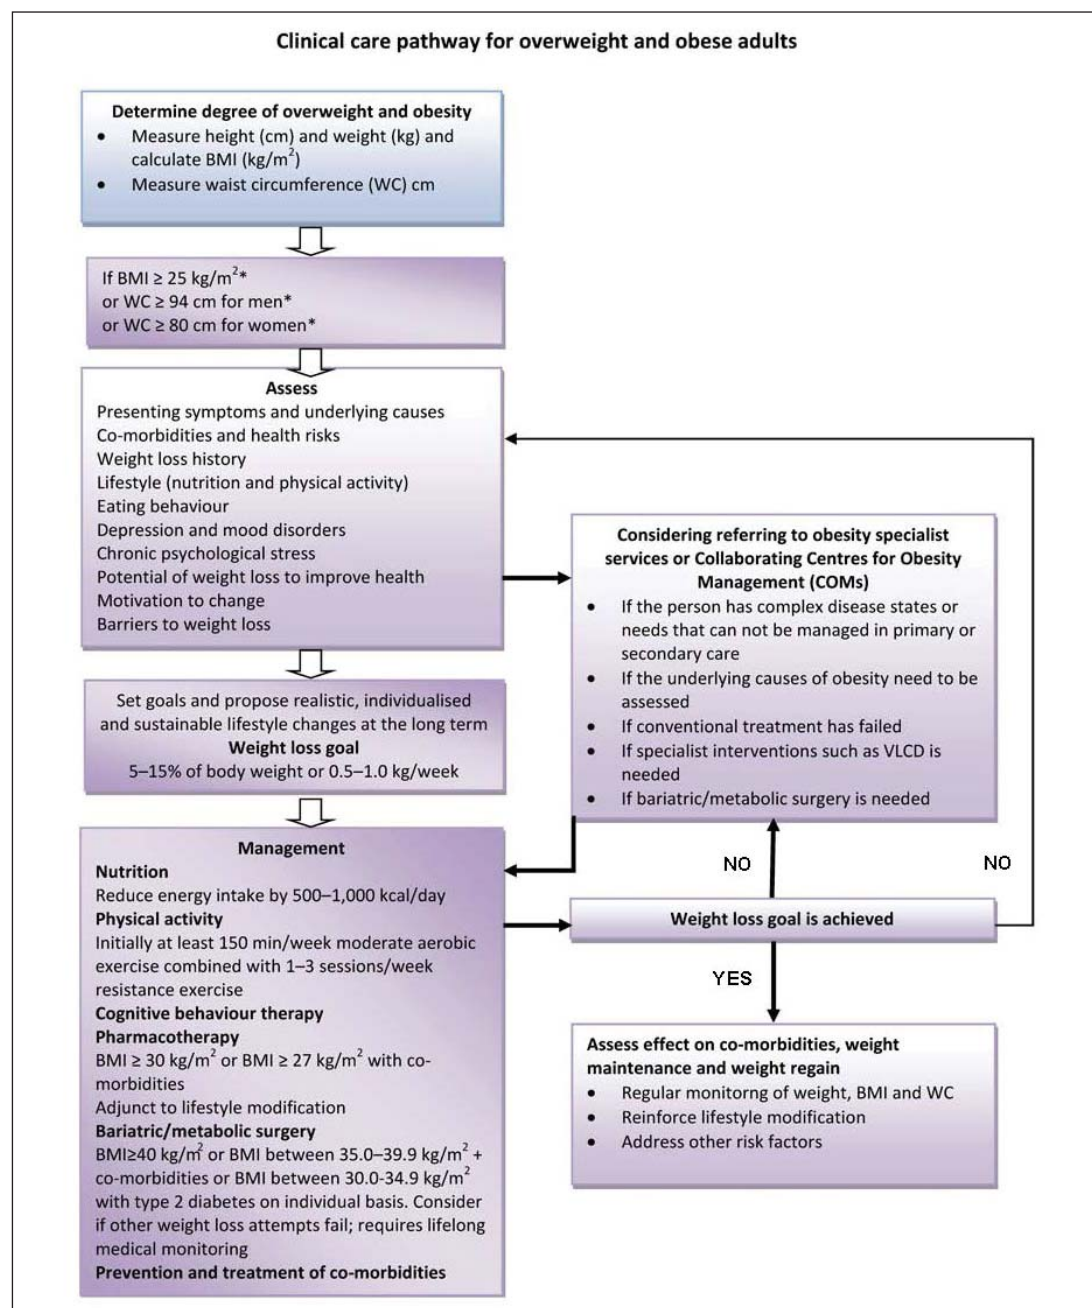 Clinical care pathway for overweight and obese adults
Determine degree of overweight and obesity
• Measure height (cm) and weight (kg) and
calculate BMI (kg/m²)
• Measure waist circumference (WC) cm
If BMI ≥ 25 kg/m²*
or WC ≥ 94 cm for men*
or WC ≥ 80 cm for women*
Assess
Presenting symptoms and underlying causes
Co-morbidities and health risks
Weight loss history
Lifestyle (nutrition and physical activity)
Eating behaviour
Depression and mood disorders
Chronic psychological stress
Potential of weight loss to improve health
Motivation to change
Barriers to weight loss
Considering referring to obesity specialist
services or Collaborating Centres for Obesity
Management (COMs)
• If the person has complex disease states or
needs that can not be managed in primary or
secondary care
• If the underlying causes of obesity need to be
assessed
• If conventional treatment has failed
• If specialist interventions such as VLCD is
needed
• If bariatric/metabolic surgery is needed
Set goals and propose realistic, individualised
and sustainable lifestyle changes at the long term
Weight loss goal
5–15% of body weight or 0.5–1.0 kg/week
Management
Nutrition
Reduce energy intake by 500–1,000 kcal/day
Physical activity
Initially at least 150 min/week moderate aerobic
exercise combined with 1–3 sessions/week
resistance exercise
Cognitive behaviour therapy
Pharmacotherapy
BMI ≥ 30 kg/m² or BMI ≥ 27 kg/m² with co-
morbidities
Adjunct to lifestyle modification
Bariatric/metabolic surgery
BMI≥40 kg/m² or BMI between 35.0–39.9 kg/m² +
co-morbidities or BMI between 30.0-34.9 kg/m²
with type 2 diabetes on individual basis. Consider
if other weight loss attempts fail; requires lifelong
medical monitoring
Prevention and treatment of co-morbidities
NO
NO
Weight loss goal is achieved
YES
Assess effect on co-morbidities, weight
maintenance and weight regain
• Regular monitorng of weight, BMI and WC
• Reinforce lifestyle modification
• Address other risk factors